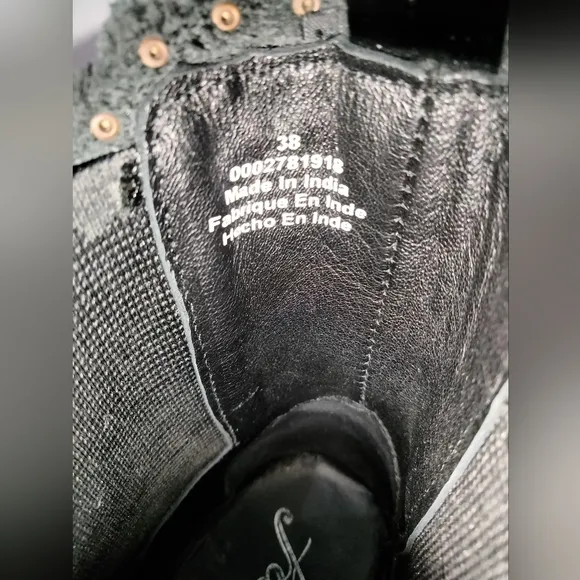 38
0002781918
Made In India
Fabrique En Inde
Hecho En Inde